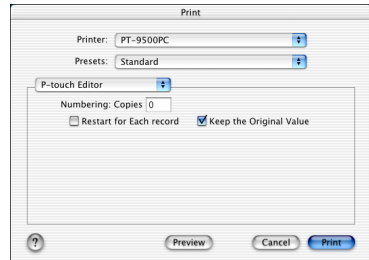 Print
Printer: PT-9500PC
Presets: Standard
P-touch Editor
Numbering: Copies 0
Restart for Each record Keep the Original Value
? Preview Cancel Print